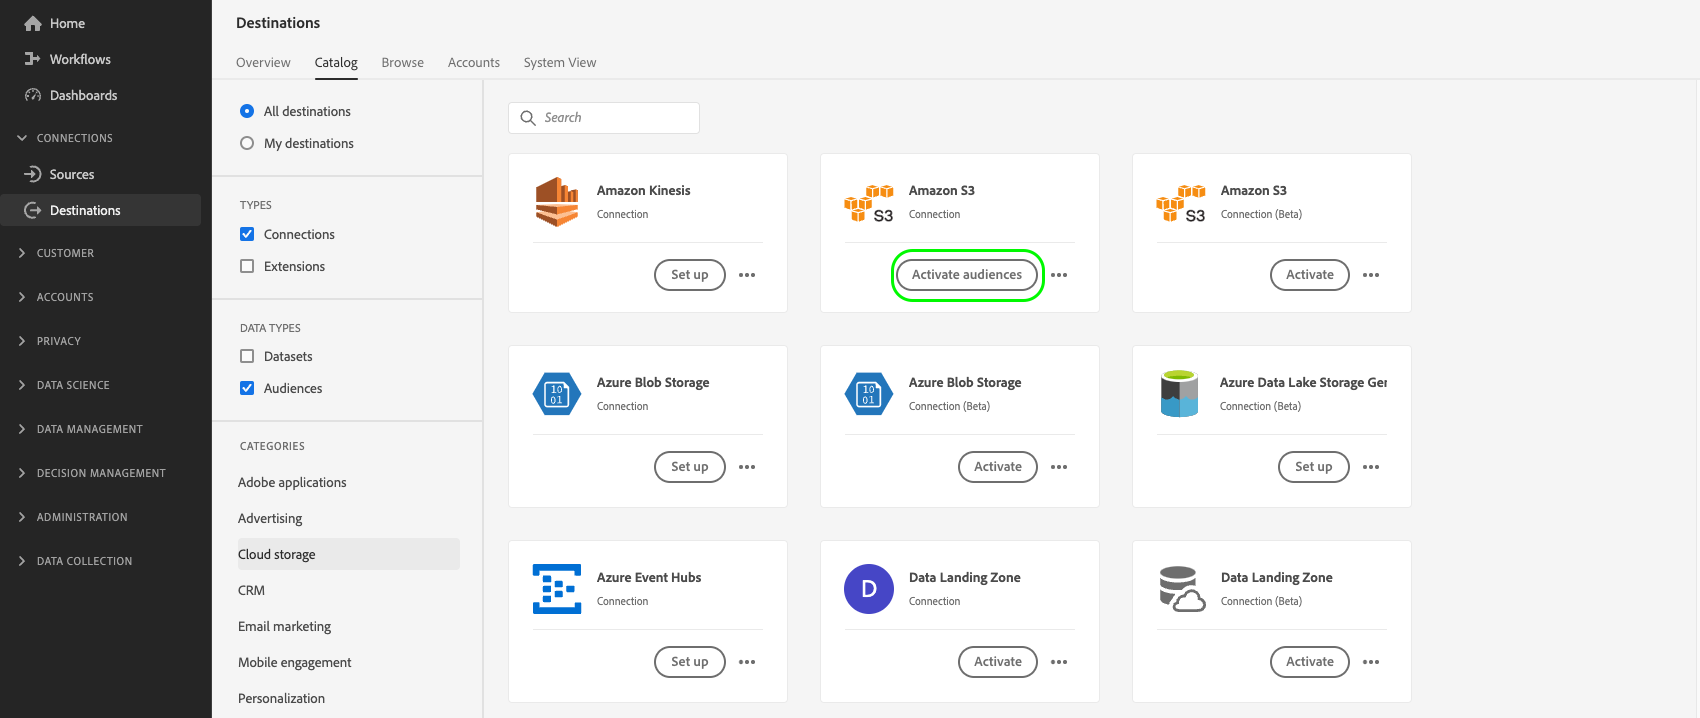 Home
Workflows
Dashboards
CONNECTIONS
Sources
Destinations
CUSTOMER
ACCOUNTS
PRIVACY
DATA SCIENCE
DATA MANAGEMENT
DECISION MANAGEMENT
ADMINISTRATION
DATA COLLECTION
Destinations
Overview Catalog Browse Accounts System View
All destinations
My destinations
TYPES
Connections
Extensions
DATA TYPES
Datasets
Audiences
CATEGORIES
Adobe applications
Advertising
Cloud storage
CRM
Email marketing
Mobile engagement
Personalization
Search
Amazon Kinesis
Connection
Set up
S3
Amazon S3
Connection
Activate audiences
S3
Amazon S3
Connection (Beta)
Activate
10
01
Azure Blob Storage
Connection
Set up
10
01
Azure Blob Storage
Connection (Beta)
Activate
Azure Data Lake Storage Ger
Connection (Beta)
Set up
Azure Event Hubs
Connection
Set up
D
Data Landing Zone
Connection
Activate
Data Landing Zone
Connection (Beta)
Activate